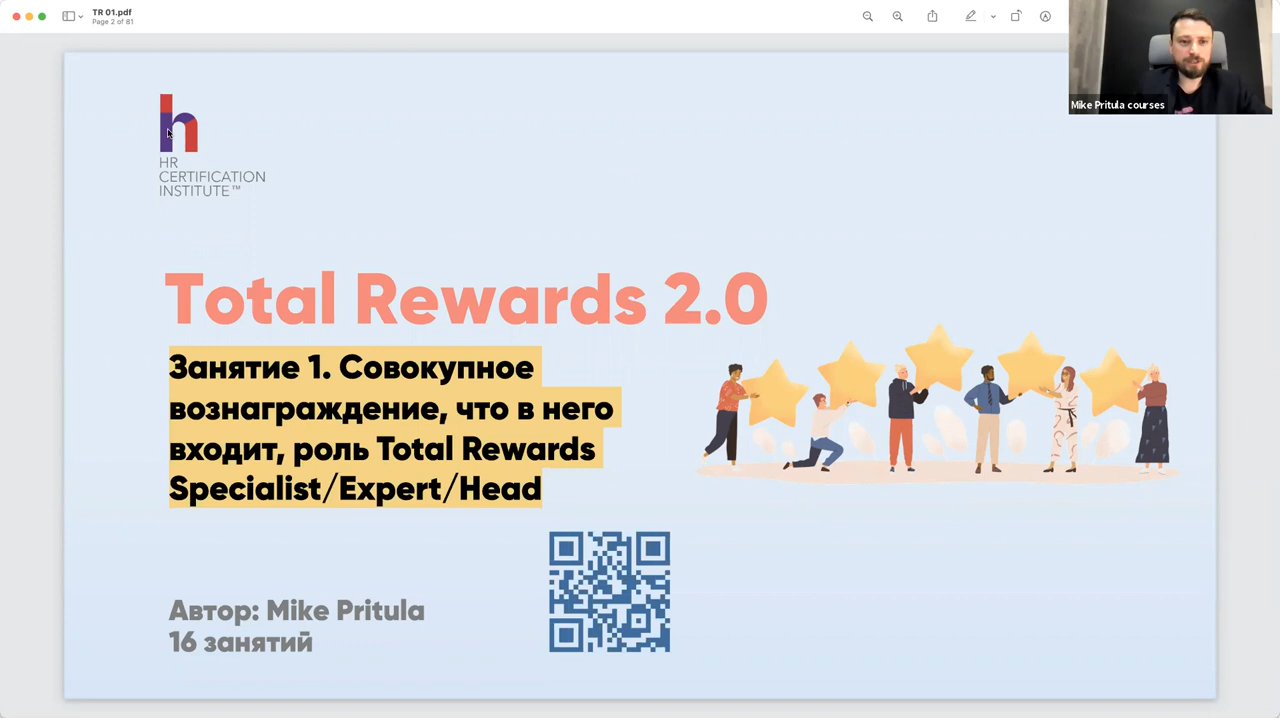 TR 01.pdf
Page 2 of 81
Mike Pritula courses
HR
CERTIFICATION
INSTITUTE™
Total Rewards 2.0
Занятие 1. Совокупное
вознаграждение, что в него
входит, роль Total Rewards
Specialist/Expert/Head
Автор: Mike Pritula
16 занятий